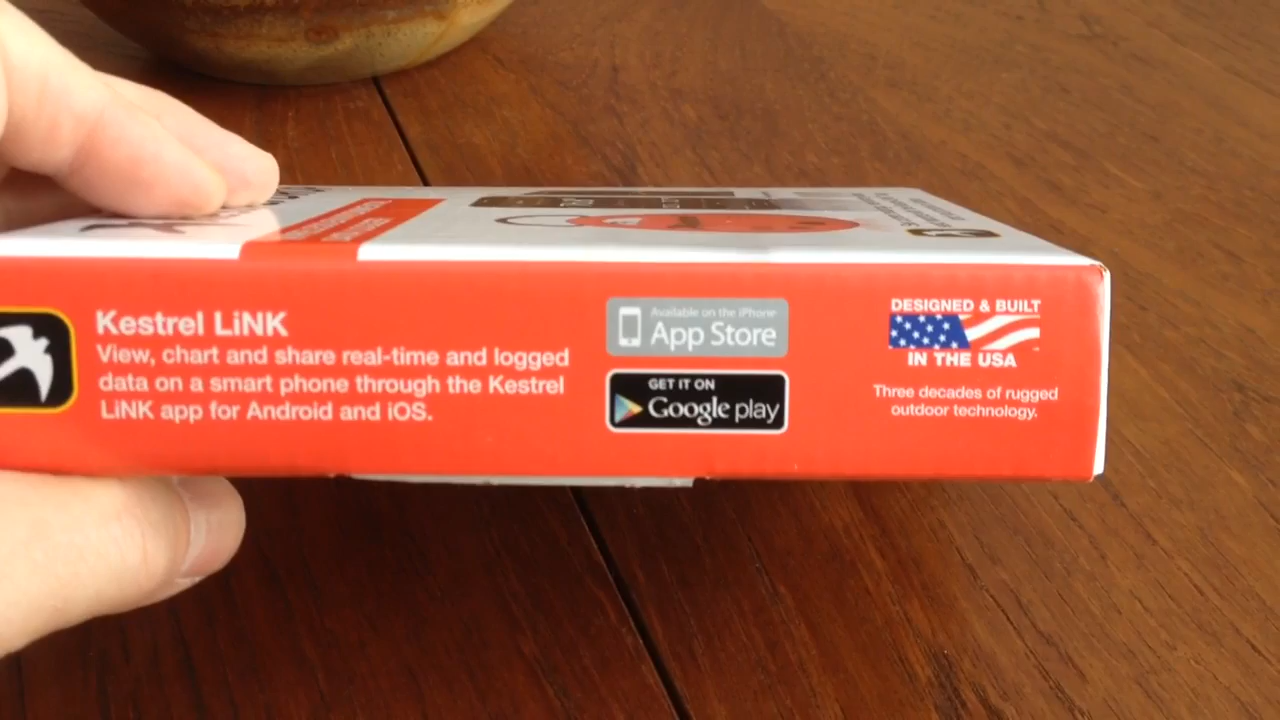 Kestrel LiNK
View, chart and share real-time and logged
data on a smart phone through the Kestrel
LiNK app for Android and iOS.
Available on the iPhone
App Store
GET IT ON
Google play
DESIGNED & BUILT
IN THE USA
Three decades of rugged
outdoor technology.